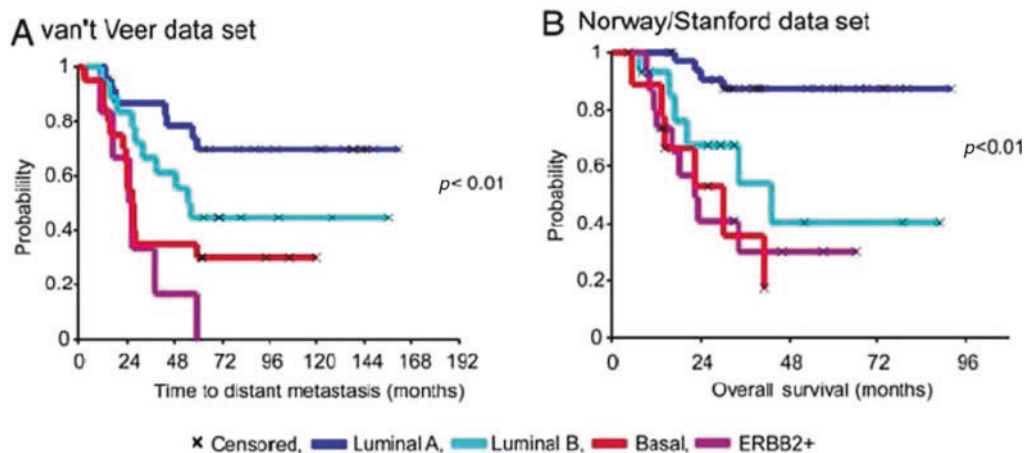 A van't Veer data set
1
0.8
0.6
0.4
0.2
0
Probability
p< 0.01
0 24 48 72 96 120 144 168 192
Time to distant metastasis (months)
B Norway/Stanford data set
1
0.8
0.6
0.4
0.2
0
Probability
p<0.01
0 24 48 72 96
Overall survival (months)
× Censored, Luminal A, Luminal B, Basal, ERBB2+